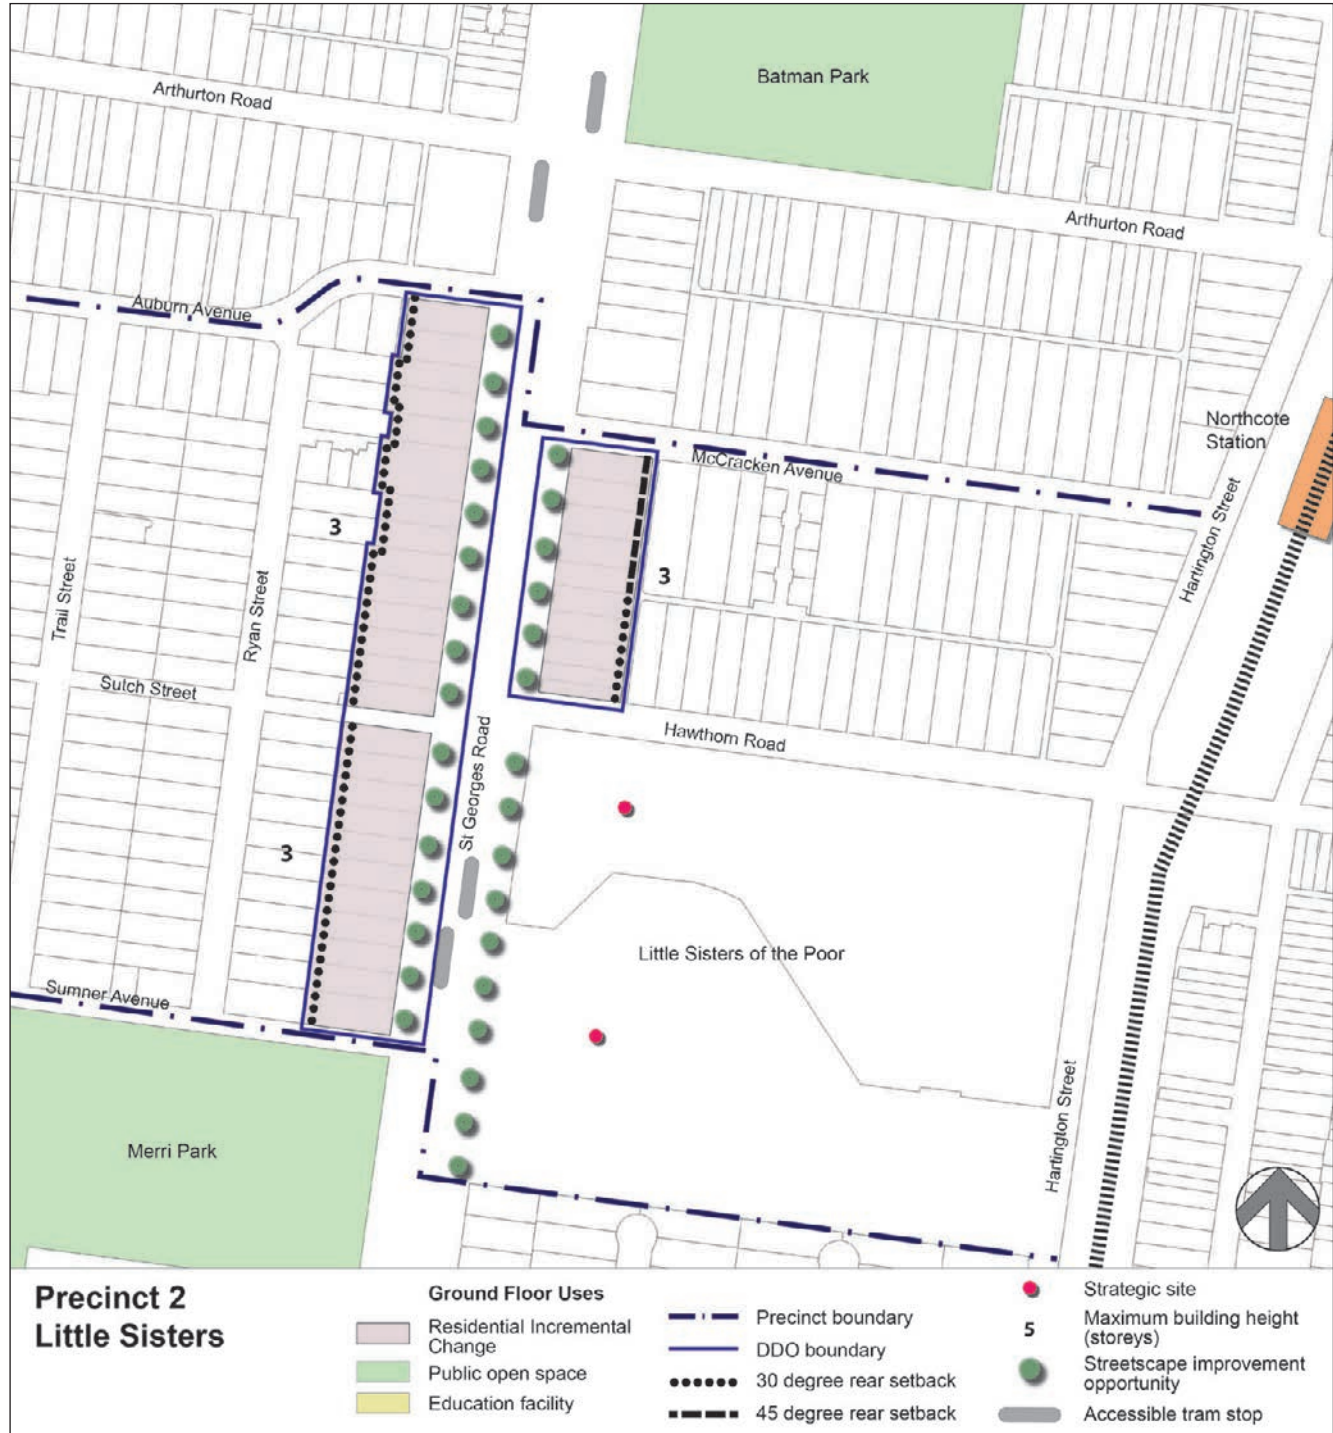 Batman Park
Arthurton Road
Arthurton Road
Auburn Avenue
Northcote
Station
McCracken Avenue
3
3
Hartington Street
Trail Street
Ryan Street
Sutch Street
St Georges Road
Hawthorn Road
3
Little Sisters of the Poor
Sumner Avenue
Hartington Street
Merri Park
Precinct 2
Little Sisters
Ground Floor Uses
Residential Incremental
Change
Public open space
Education facility
Precinct boundary
DDO boundary
30 degree rear setback
45 degree rear setback
Strategic site
5
Maximum building height
(storeys)
Streetscape improvement
opportunity
Accessible tram stop